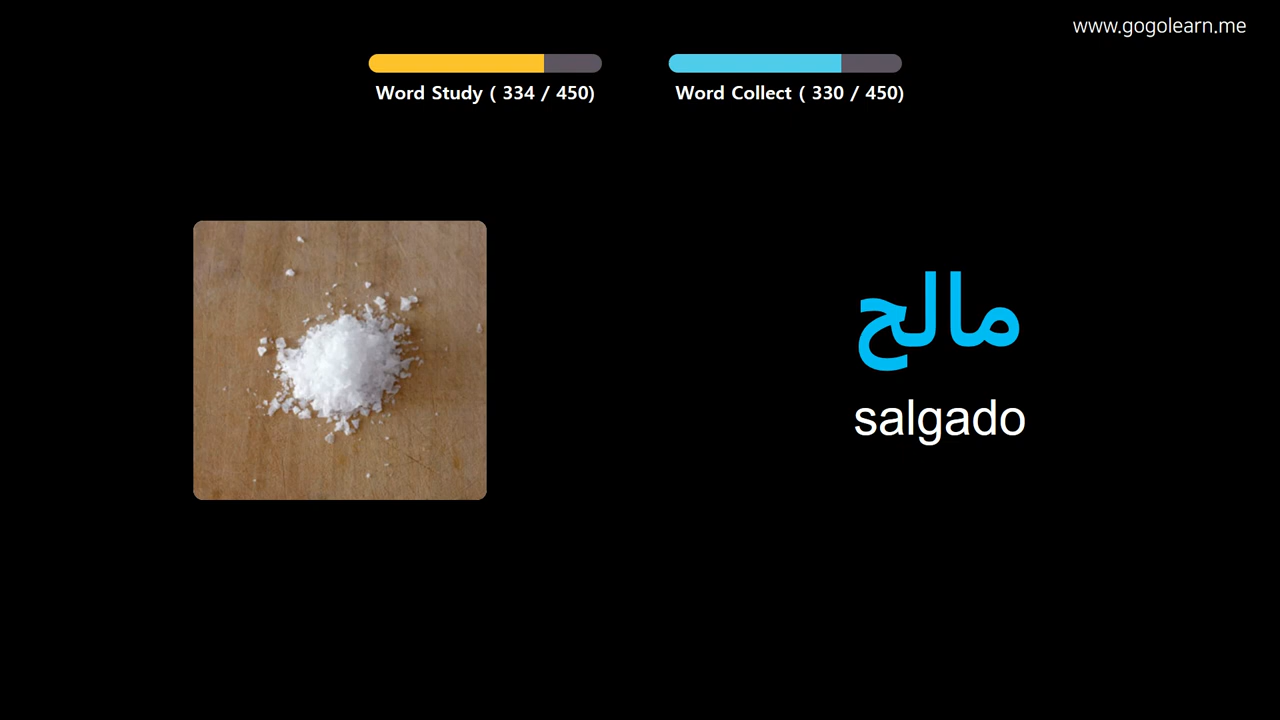 www.gogolearn.me
Word Study ( 334 / 450)
Word Collect ( 330 / 450)
مالح
salgado